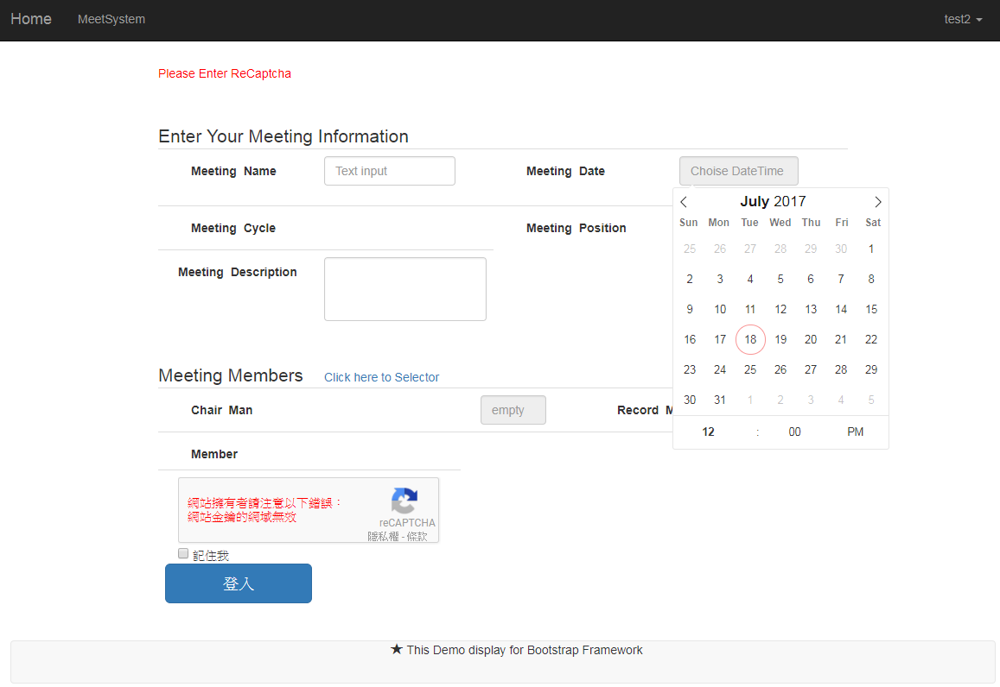 Home MeetSystem test2
Please Enter ReCaptcha
Enter Your Meeting Information
Meeting Name Text input Meeting Date Choise DateTime
July 2017
Sun Mon Tue Wed Thu Fri Sat
25 26 27 28 29 30 1
2 3 4 5 6 7 8
9 10 11 12 13 14 15
16 17 18 19 20 21 22
23 24 25 26 27 28 29
30 31 1 2 3 4 5
12 : 00 PM
Meeting Cycle Meeting Position
Meeting Description
Meeting Members Click here to Selector
Chair Man empty Record M
Member
網站擁有者請注意以下錯誤：
網站金鑰的網域無效
reCAPTCHA
隱私權 - 條款
記住我
登入
★ This Demo display for Bootstrap Framework